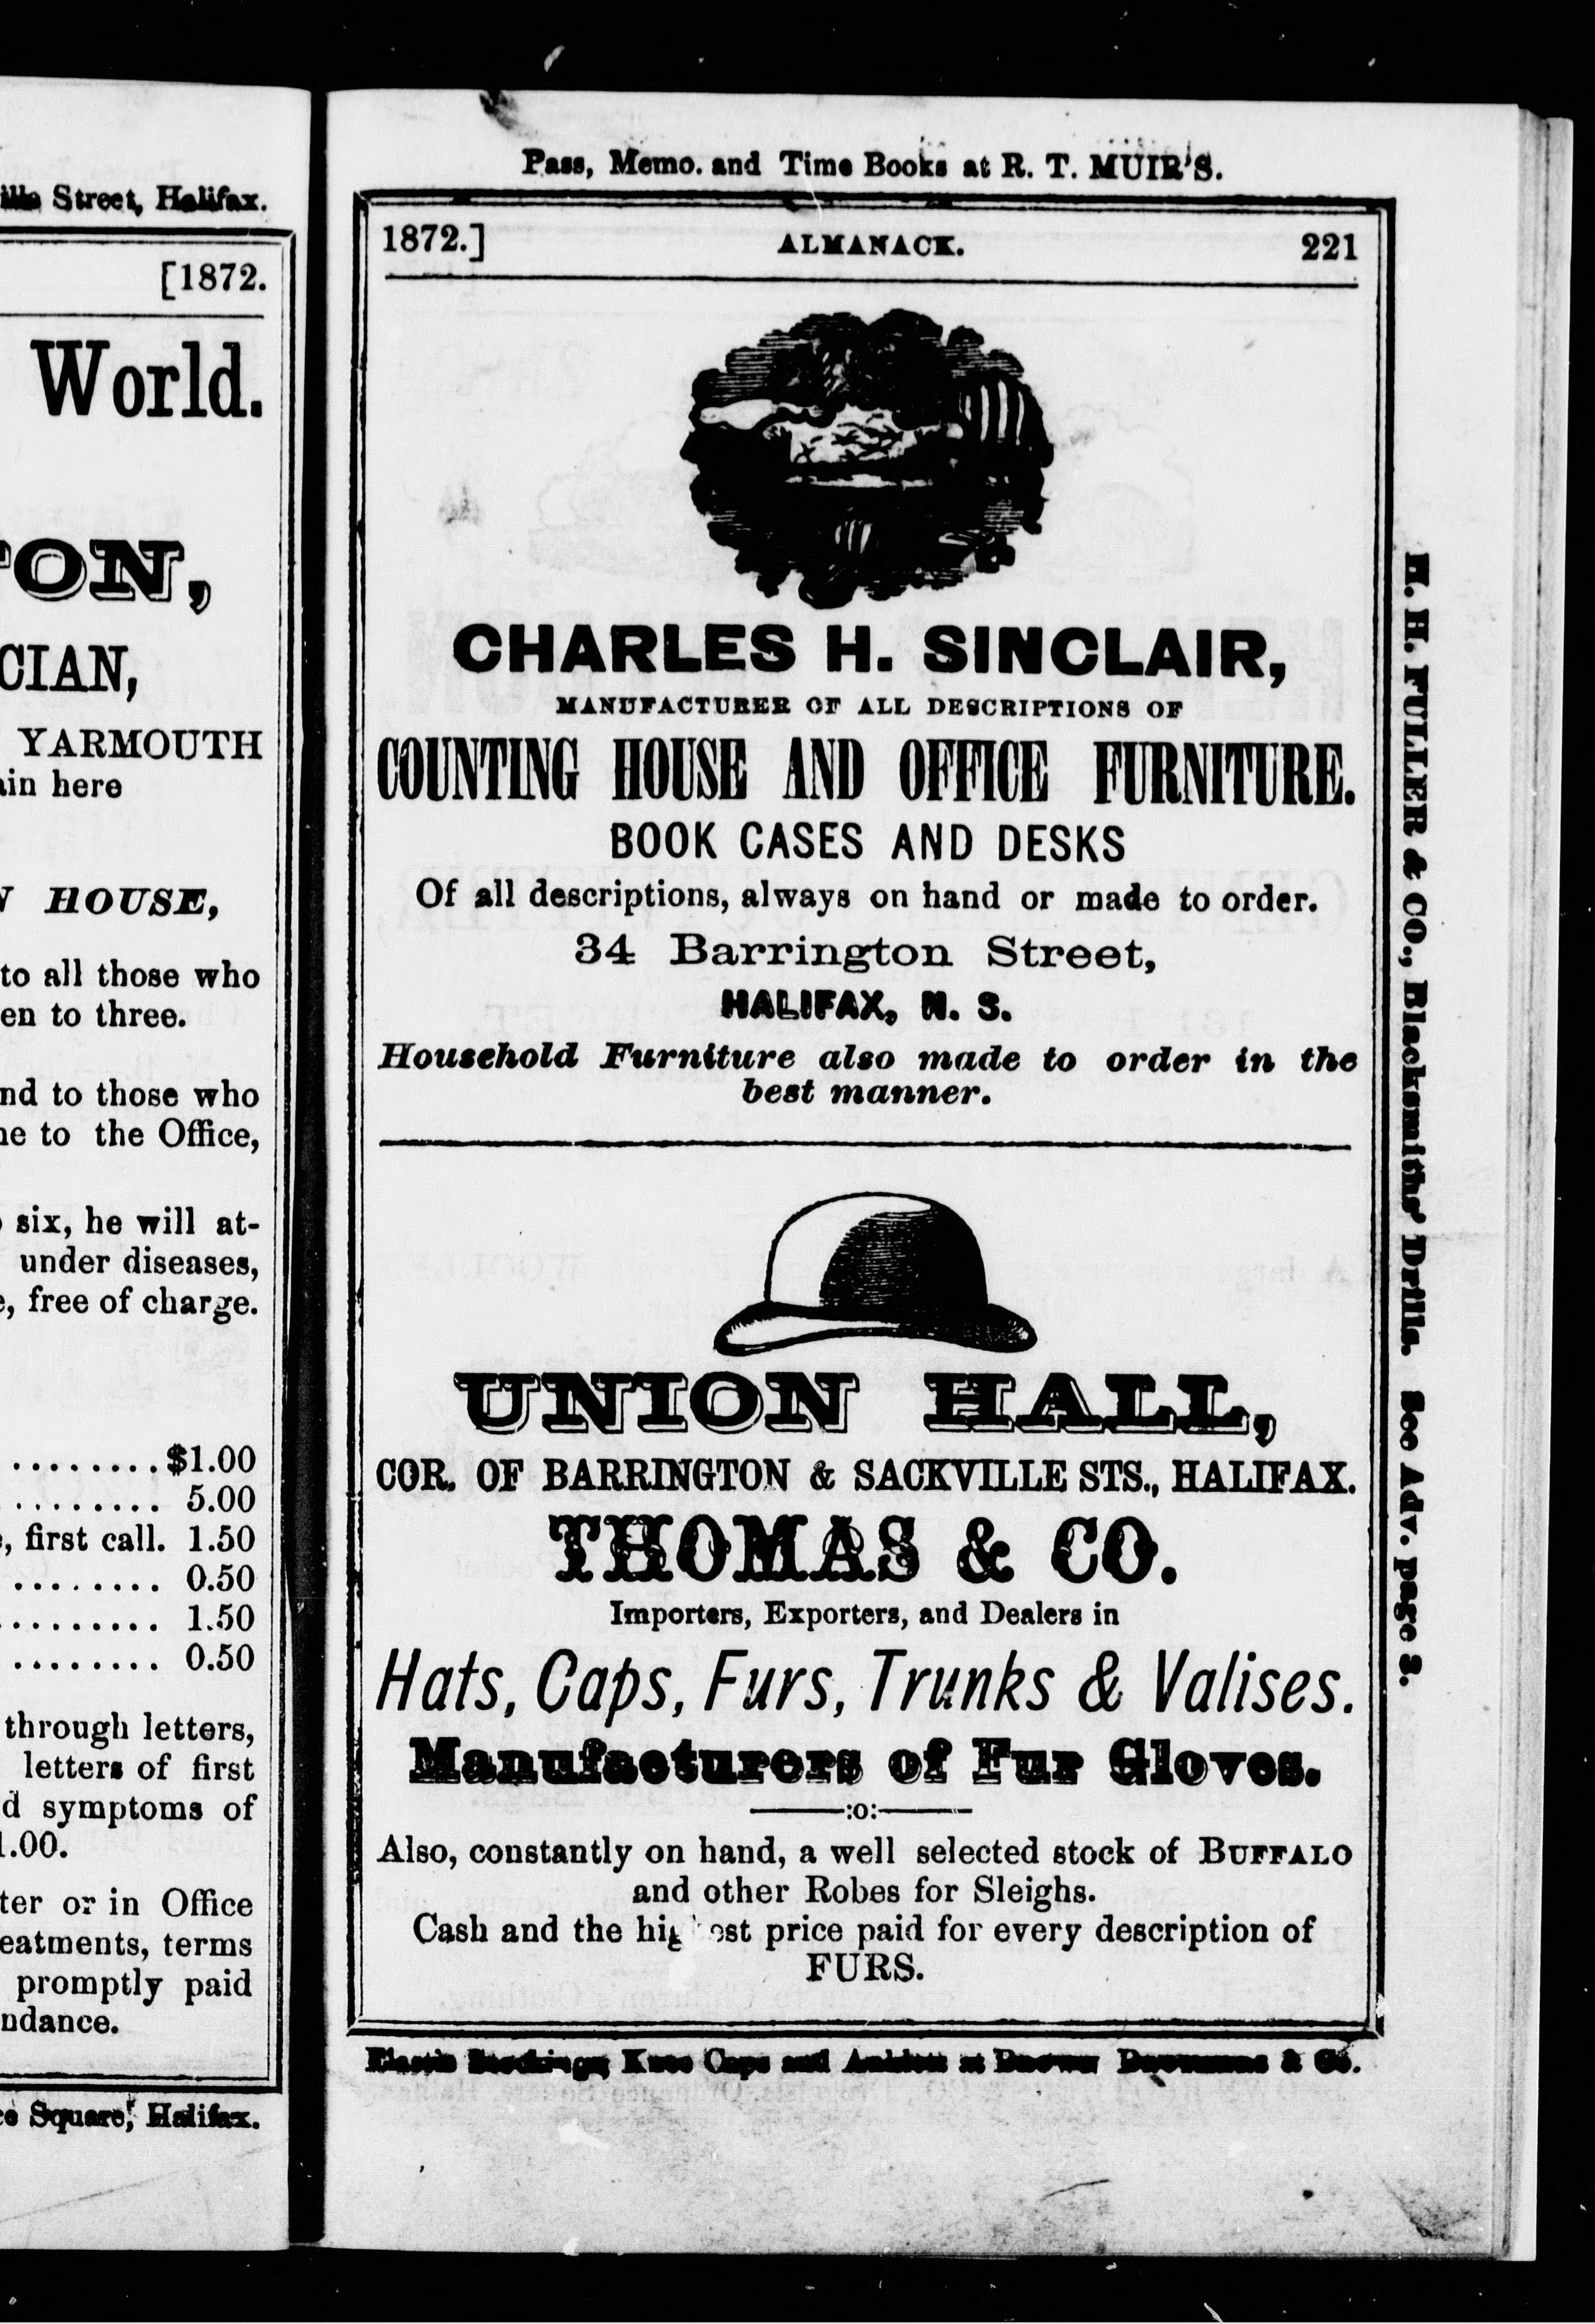 ille Street, Halifax.
[1872.
World.
TON,
CIAN,
YARMOUTH
ain here
HOUSE,
to all those who
en to three.
nd to those who
ne to the Office,
six, he will at-
under diseases,
e, free of charge.
........$1.00
......... 5.00
, first call. 1.50
........ 0.50
.......... 1.50
........ 0.50
through letters,
letters of first
d symptoms of
1.00.
ter or in Office
eatments, terms
promptly paid
ndance.
ce Square, Halifax.
Pass, Memo. and Time Books at R. T. MUIR'S.
1872.] ALMANACK. 221
CHARLES H. SINCLAIR,
MANUFACTURER OF ALL DESCRIPTIONS OF
COUNTING HOUSE AND OFFICE FURNITURE.
BOOK CASES AND DESKS
Of all descriptions, always on hand or made to order.
34 Barrington Street,
HALIFAX, N. S.
Household Furniture also made to order in the
best manner.
UNION HALL,
COR. OF BARRINGTON & SACKVILLE STS., HALIFAX.
THOMAS & CO.
Importers, Exporters, and Dealers in
Hats, Caps, Furs, Trunks & Valises.
Manufacturers of Fur Gloves.
:o:
Also, constantly on hand, a well selected stock of BUFFALO
and other Robes for Sleighs.
Cash and the highest price paid for every description of
FURS.
Elastic Stockings, Knee Caps and Anklets at BROWN BROTHERS & Co.
H. H. FULLER & CO., Blacksmiths' Drills. See Adv. page 8.